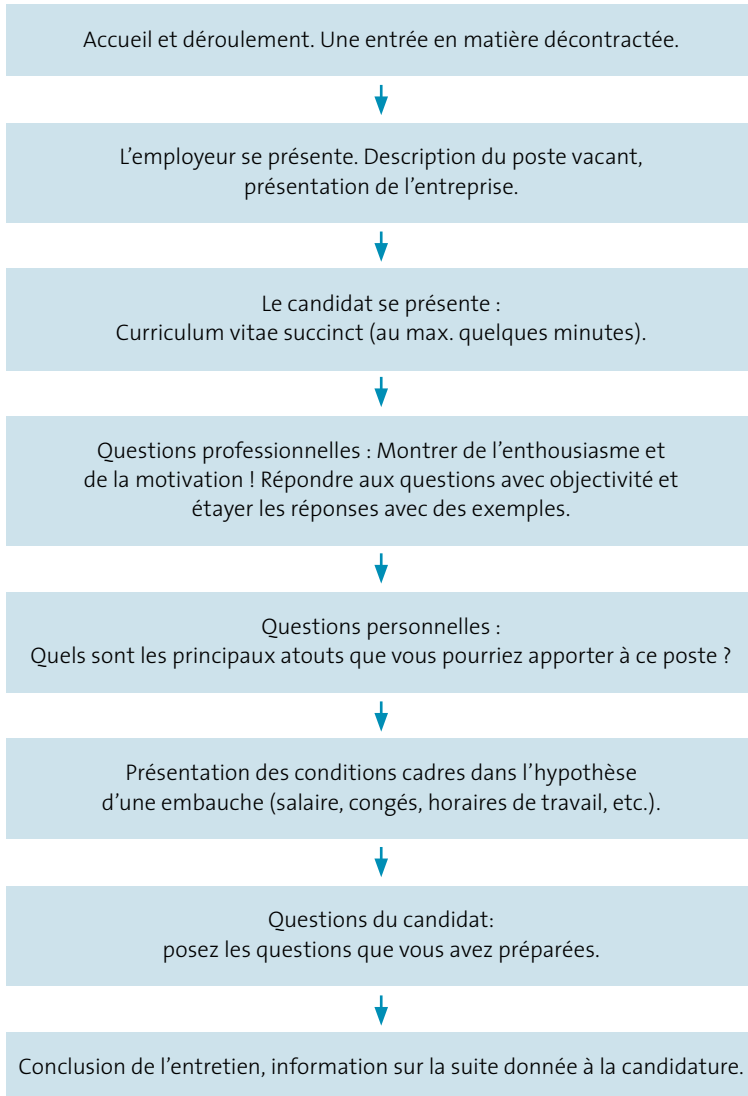 Accueil et déroulement. Une entrée en matière décontractée.
L’employeur se présente. Description du poste vacant,
présentation de l’entreprise.
Le candidat se présente :
Curriculum vitae succinct (au max. quelques minutes).
Questions professionnelles : Montrer de l’enthousiasme et
de la motivation ! Répondre aux questions avec objectivité et
étayer les réponses avec des exemples.
Questions personnelles :
Quels sont les principaux atouts que vous pourriez apporter à ce poste ?
Présentation des conditions cadres dans l’hypothèse
d’une embauche (salaire, congés, horaires de travail, etc.).
Questions du candidat:
posez les questions que vous avez préparées.
Conclusion de l’entretien, information sur la suite donnée à la candidature.